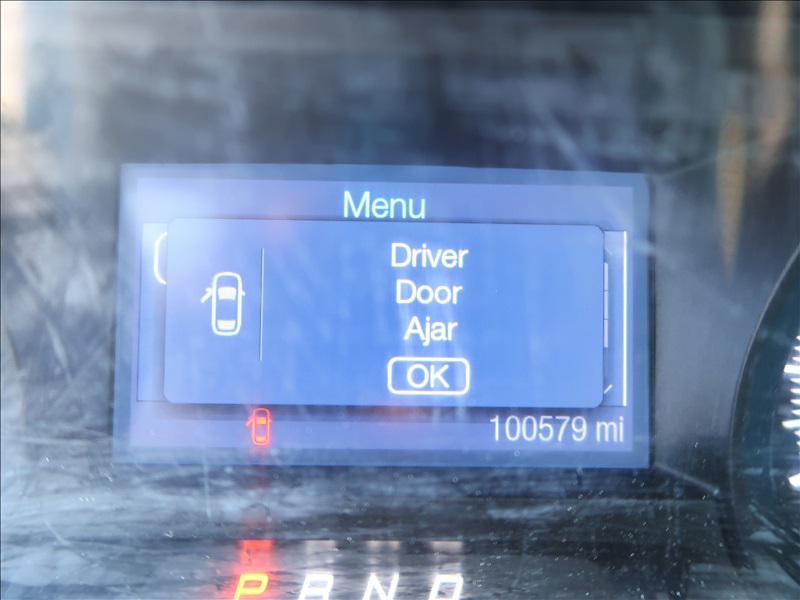 Menu
Driver
Door
Ajar
OK
100579 mi
P R N D